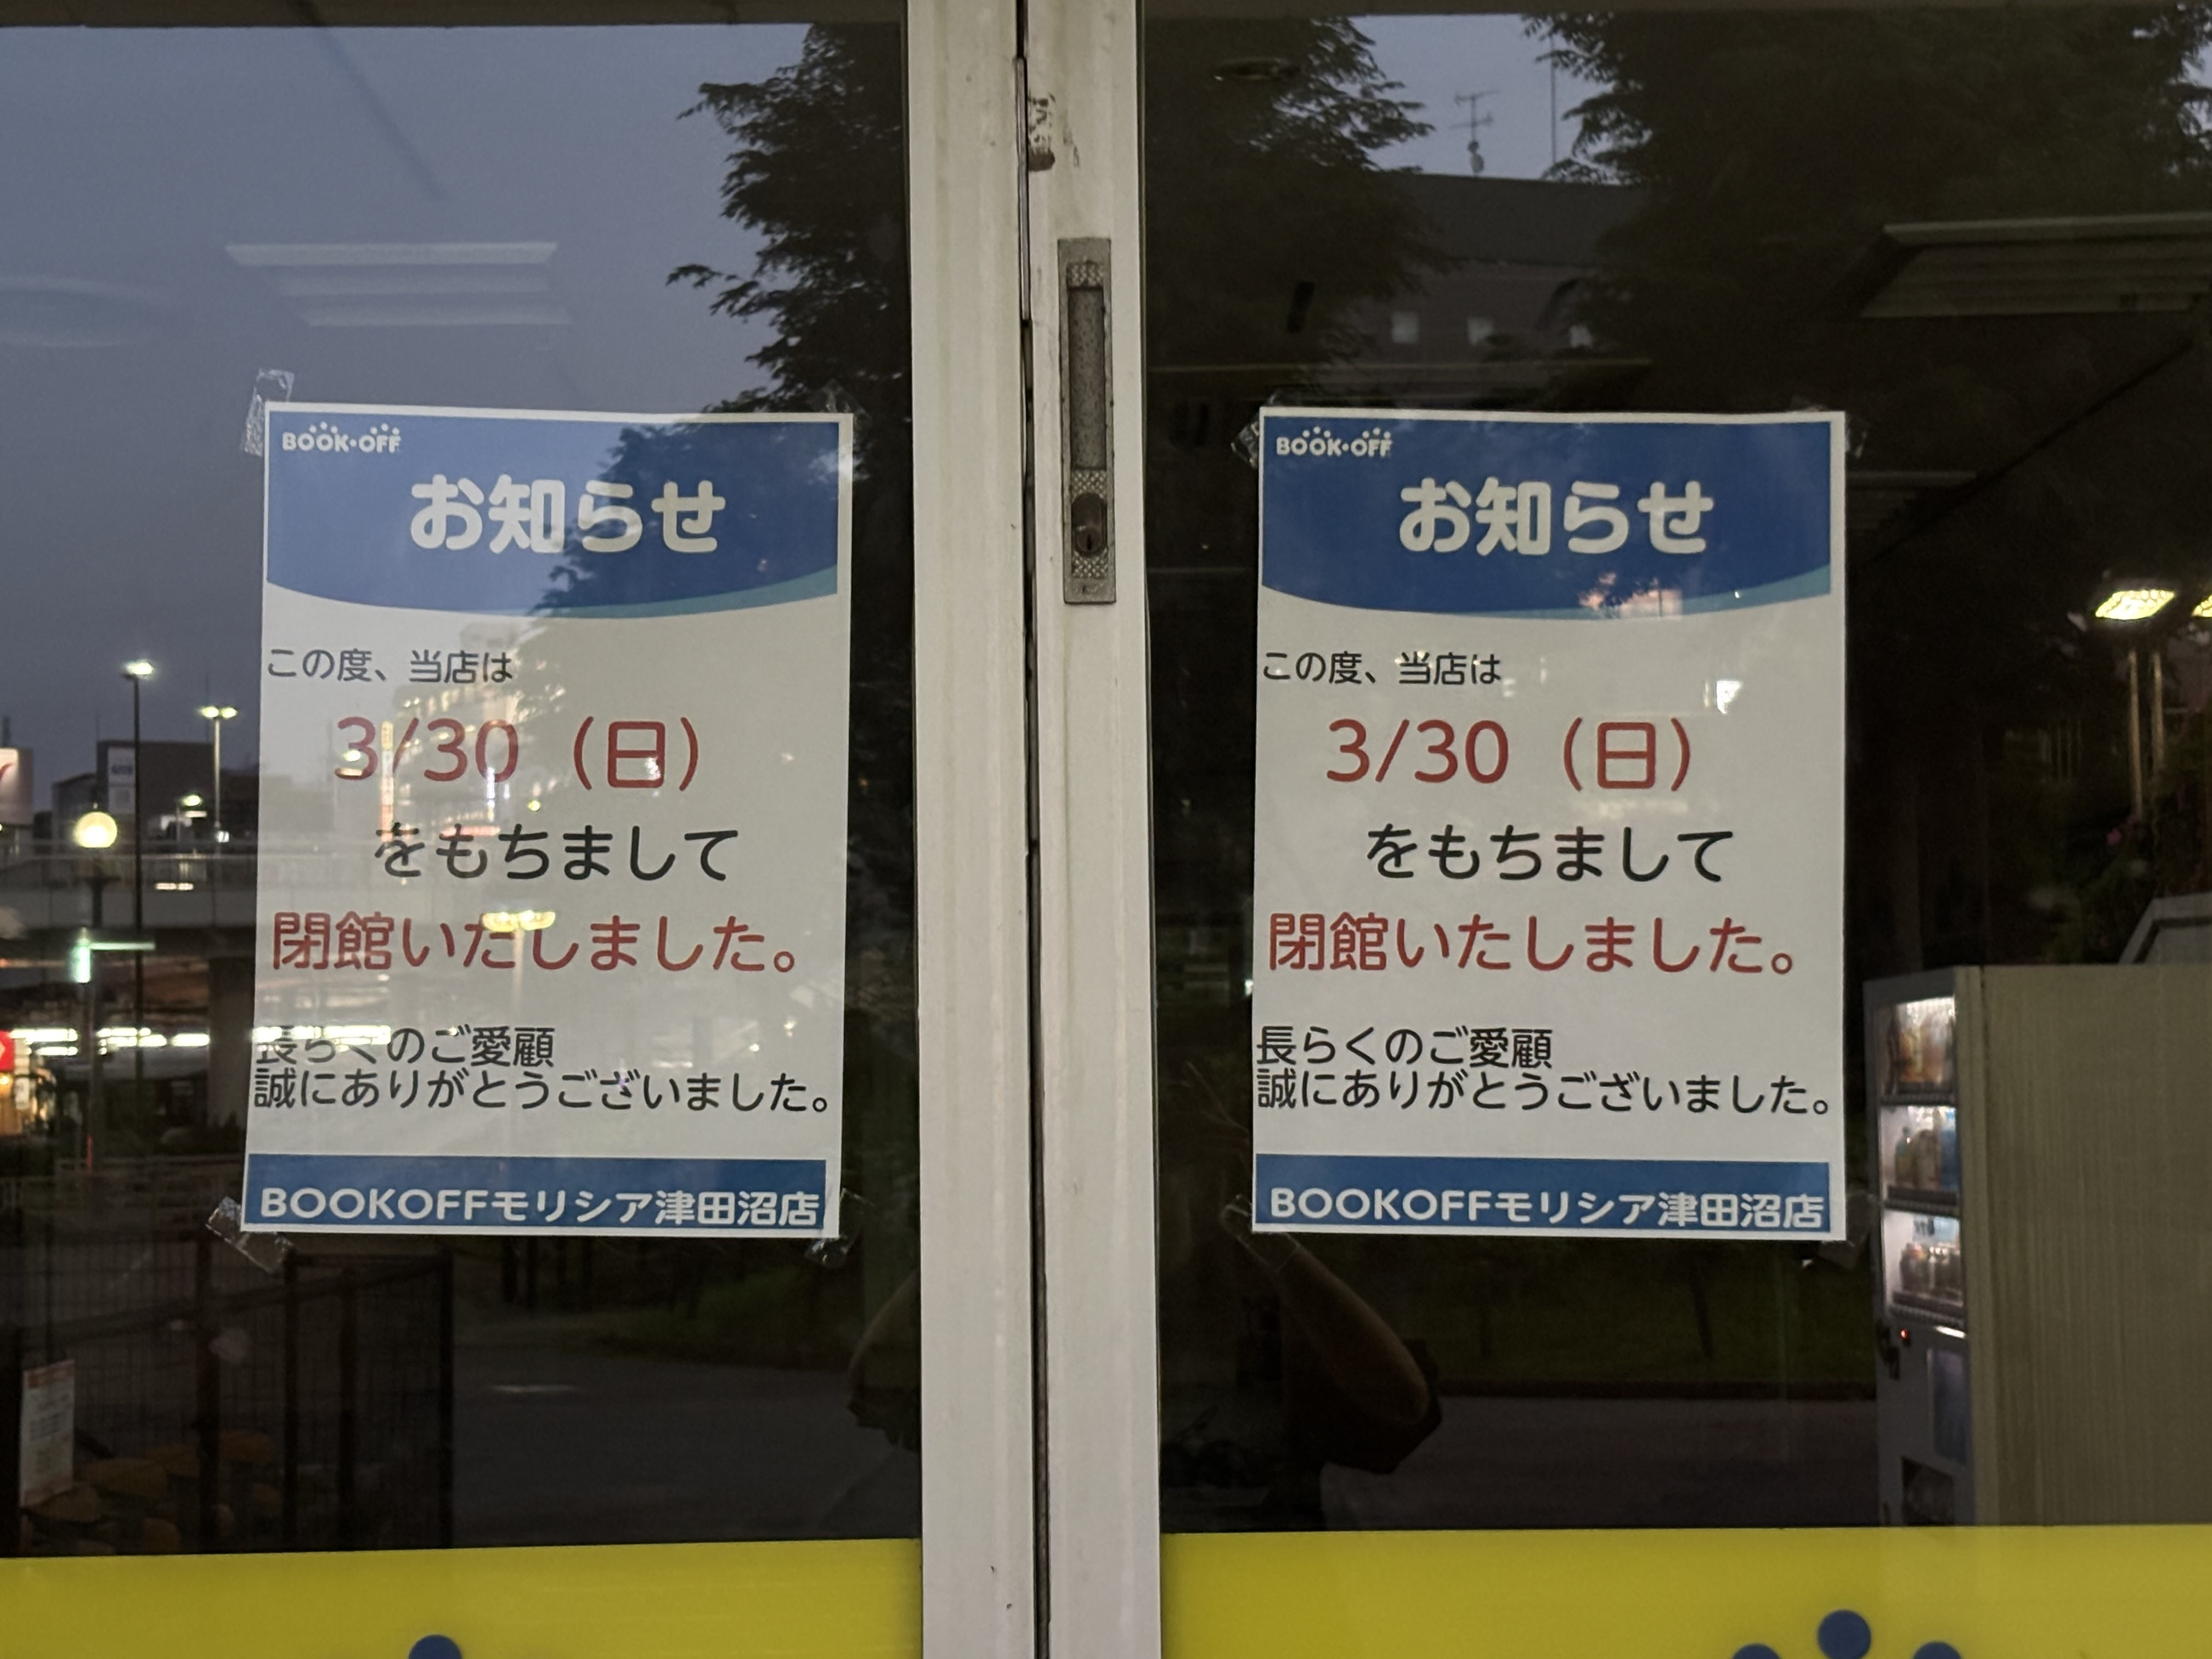 BOOK・OFF
お知らせ
この度、当店は
3/30（日）
をもちまして
閉館いたしました。
長らくのご愛顧
誠にありがとうございました。
BOOKOFFモリシア津田沼店
BOOK・OFF
お知らせ
この度、当店は
3/30（日）
をもちまして
閉館いたしました。
長らくのご愛顧
誠にありがとうございました。
BOOKOFFモリシア津田沼店